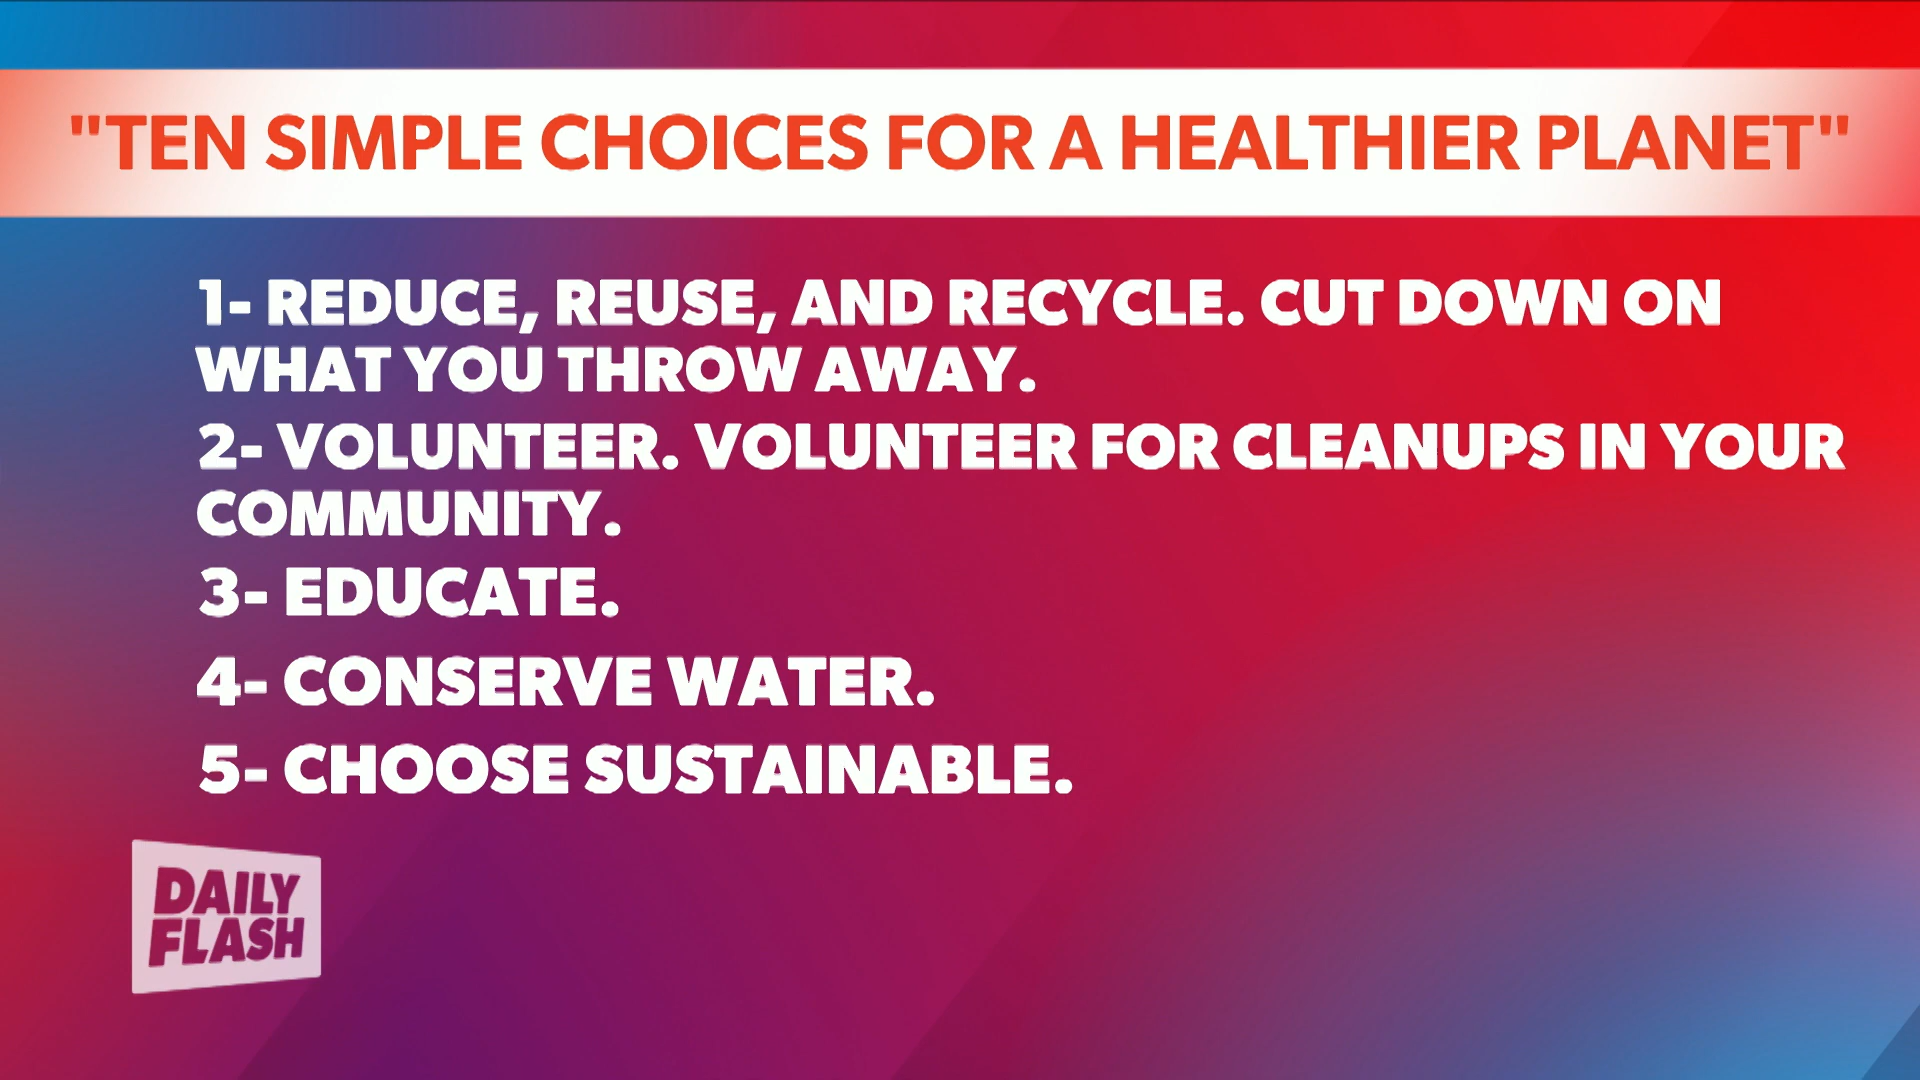 "TEN SIMPLE CHOICES FOR A HEALTHIER PLANET"
1- REDUCE, REUSE, AND RECYCLE. CUT DOWN ON
WHAT YOU THROW AWAY.
2- VOLUNTEER. VOLUNTEER FOR CLEANUPS IN YOUR
COMMUNITY.
3- EDUCATE.
4- CONSERVE WATER.
5- CHOOSE SUSTAINABLE.
DAILY
FLASH